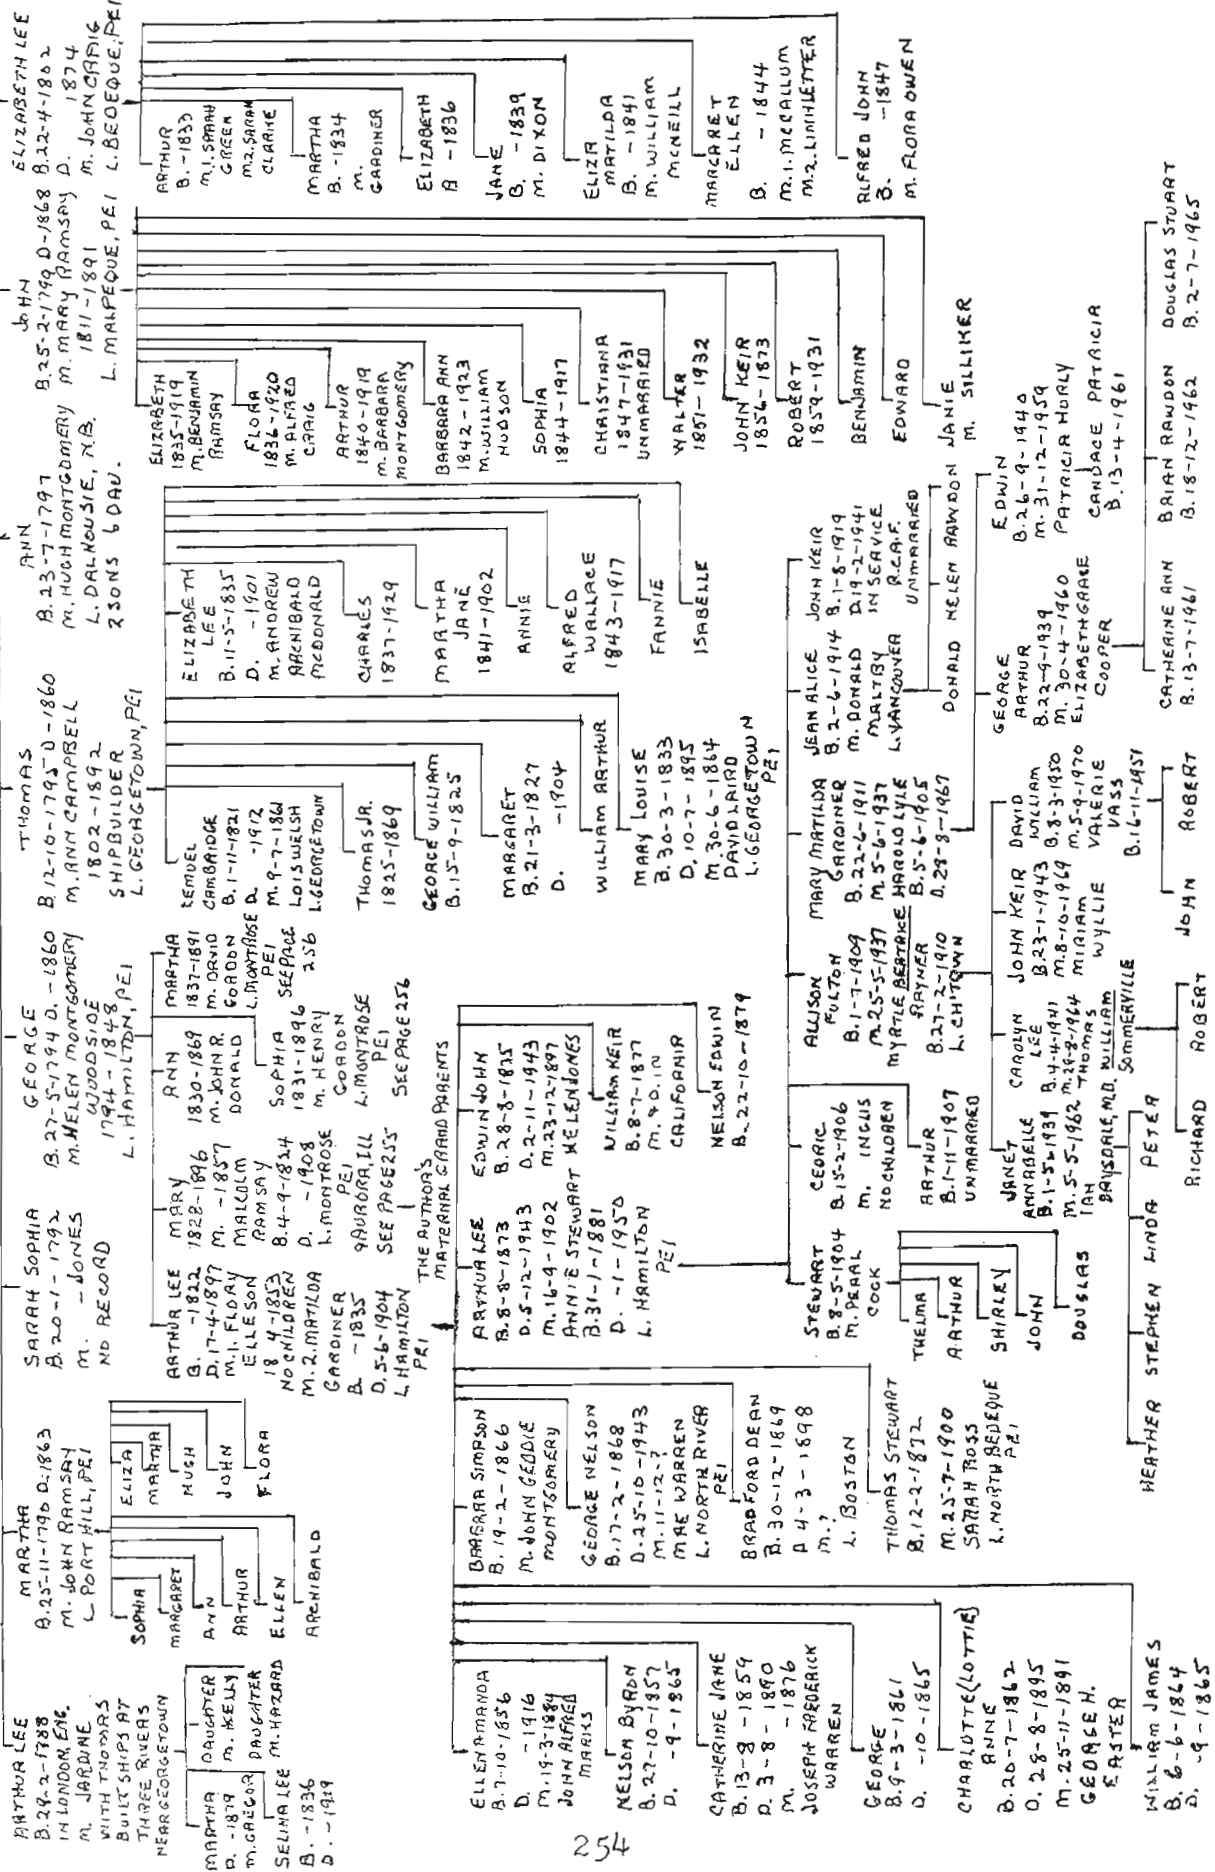 ARTHUR LEE
B. 29-2-1788
IN LONDON, ENG.
M. JARDINE
WITH THOMAS
BUILT SHIPS AT
THREE RIVERS
NEAR GEORGETOWN
MARTHA
D. -1879
M. GREGOR
DAUGHTER
M. KELLY
SELINA LEE
B. -1836
D. -1929
DAUGHTER
M. HAZARD
MARTHA
B. 25-11-1790 D. 1863
M. JOHN RAMSAY
L PORT HILL, PEI
SOPHIA
MARGARET
ANN
ARTHUR
ELLEN
ARCHIBALD
ELIZA
MARTHA
HUGH
JOHN
FLORA
SARAH SOPHIA
B. 20-1-1792
M. - JONES
NO RECORD
GEORGE
B. 27-5-1794 D. -1860
M. HELEN MONTGOMERY
WOODSIDE
1794-1848
L. HAMILTON, PEI
ARTHUR LEE
B. -1822
D. 17-4-1897
M. 1. FLORAY
ELLESON
18-4-1853
NO CHILDREN
M. 2. MATILDA
GARDINER
B. -1835
D. 5-6-1904
L. HAMILTON
PEI
MARY
1828-1896
M. -1857
MALCOLM
RAMSAY
B. 4-9-1824
D. -1908
L. MONTROSE
PEI
& AURORA, ILL
SEE PAGE 255
ANN
1830-1869
M. JOHN R.
DONALD
SOPHIA
1831-1896
M. HENRY
GORDON
L. MONTROSE
PEI
SEE PAGE 256
MARTHA
1837-1891
M. DAVID
GORDON
L. MONTROSE
PEI
SEE PAGE
256
THOMAS
B. 12-10-1795 D-1860
M. ANN CAMPBELL
1802-1892
SHIPBUILDER
L. GEORGETOWN, PEI
LEMUEL
CAMBRIDGE
B. 1-11-1821
D. -1912
M. 9-7-1861
LOIS WELSH
L. GEORGETOWN
THOMAS JR.
1825-1869
GEORGE WILLIAM
B. 15-9-1825
MARGARET
B. 21-3-1827
D. -1904
WILLIAM ARTHUR
MARY LOUISE
B. 30-3-1833
D. 10-7-1895
M. 30-6-1864
DAVID LAIRD
L. GEORGETOWN
PEI
ELIZABETH
LEE
B. 11-5-1835
D. -1901
M. ANDREW
ARCHIBALD
MCDONALD
CHARLES
1837-1929
MARTHA
JANE
1841-1902
ANNIE
ALFRED
WALLACE
1843-1917
FANNIE
ISABELLE
ANN
B. 23-7-1797
M. HUGH MONTGOMERY
L. DALHOUSIE, N.B.
2 SONS 6 DAU.
JOHN
B. 25-2-1799 D-1868
M. MARY RAMSAY
1811-1891
L. MALPEQUE, PEI
ELIZABETH
1835-1919
M. BENJAMIN
RAMSAY
FLORA
1836-1920
M. ALFRED
CRAIG
ARTHUR
1840-1919
M. BARBARA
MONTGOMERY
BARBARA ANN
1842-1923
M. WILLIAM
HUDSON
SOPHIA
1844-1917
CHRISTIANA
1847-1931
UNMARRIED
WALTER
1851-1932
JOHN KEIR
1856-1873
ROBERT
1859-1931
BENJAMIN
EDWARD
JANIE
M. SILLIKER
ELIZABETH LEE
B. 22-4-1802
D. 1874
M. JOHN CRAIG
L. BEDEQUE, PEI
ARTHUR
B. -1833
M. 1. SARAH
GREEN
M. 2. SARAH
CLARKE
MARTHA
B. -1834
M.
GARDINER
ELIZABETH
B -1836
JANE
B. -1839
M. DIXON
ELIZA
MATILDA
B. -1841
M. WILLIAM
MCNEILL
MARGARET
ELLEN
B. -1844
M. 1. MCCALLUM
M. 2. LINTHLETTER
ALFRED JOHN
B. -1847
M. FLORA OWEN
THE AUTHOR'S
MATERNAL GRANDPARENTS
ELLEN AMANDA
B. 7-10-1856
D. -1916
M. 19-3-1884
JOHN ALFRED
MARKS
NELSON BYRON
B. 27-10-1857
D. -9-1865
CATHERINE JANE
B. 13-8-1859
D. 3-8-1890
M. -1876
JOSEPH FREDERICK
WARREN
GEORGE
B. 9-3-1861
D. -10-1865
CHARLOTTE (LOTTIE)
ANNE
B. 20-7-1862
D. 28-8-1895
M. 25-11-1891
GEORGE H.
EASTER
WILLIAM JAMES
B. 6-6-1864
D. -9-1865
BARBARA SIMPSON
B. 19-2-1866
M. JOHN GEDDIE
MONTGOMERY
GEORGE NELSON
B. 17-2-1868
D. 25-10-1943
M. 11-12-?
MAE WARREN
L. NORTH RIVER
PEI
BRADFORD DEAN
B. 30-12-1869
D 4-3-1898
M. ?
L. BOSTON
THOMAS STEWART
B. 12-2-1872
M. 25-7-1900
SARAH ROSS
L. NORTH BEDEQUE
PEI
ARTHUR LEE
B. 8-8-1873
D. 5-12-1943
M. 16-9-1902
ANNIE STEWART
B. 31-1-1881
D. -1-1950
L. HAMILTON
PEI
EDWIN JOHN
B. 28-8-1875
D. 2-11-1943
M. 23-12-1897
HELEN JONES
WILLIAM KEIR
B. 8-7-1877
M. & D. IN
CALIFORNIA
NELSON EDWIN
B. 22-10-1879
STEWART
B. 8-5-1904
M. PEARL
COCK
THELMA
ARTHUR
SHIRLEY
JOHN
DOUGLAS
CEDRIC
B. 15-2-1906
M. INGLIS
NO CHILDREN
ARTHUR
B. 1-11-1907
UNMARRIED
ALLISON
FULTON
B. 1-7-1909
M. 25-5-1937
MYRTLE BEATRICE
RAYNER
B. 27-2-1910
L. CH'TOWN
MARY MATILDA
GARDINER
B. 22-6-1911
M. 5-6-1937
HAROLD LYLE
B. 5-6-1905
D. 28-8-1967
JEAN ALICE
B. 2-6-1914
M. DONALD
MALTBY
L. VANCOUVER
JOHN KEIR
B. 1-8-1919
D. 19-2-1941
IN SERVICE
R.C.A.F.
UNMARRIED
DONALD
HELEN
RAWDON
JANET
ANNABELLE
B. 1-5-1939
M. 5-5-1962
IAN
DRYSDALE, M.D.
CAROLYN
LEE
B. 4-4-1941
M. 29-8-1964
THOMAS
WILLIAM
SOMMERVILLE
JOHN KEIR
B. 23-1-1943
M. 8-10-1969
MIRIAM
WYLLIE
DAVID
WILLIAM
B. 8-3-1950
M. 5-9-1970
VALERIE
VASS
B. 16-11-1951
GEORGE
ARTHUR
B. 22-9-1939
M. 30-4-1960
ELIZABETH GRACE
COOPER
EDWIN
B. 26-9-1940
M. 31-12-1959
PATRICIA HURLY
CANDACE PATRICIA
B. 13-4-1961
HEATHER
STEPHEN
LINDA
PETER
RICHARD
ROBERT
JOHN
ROBERT
CATHERINE ANN
B. 13-7-1961
BRIAN RAWDON
B. 18-12-1962
DOUGLAS STUART
B. 2-7-1965
254